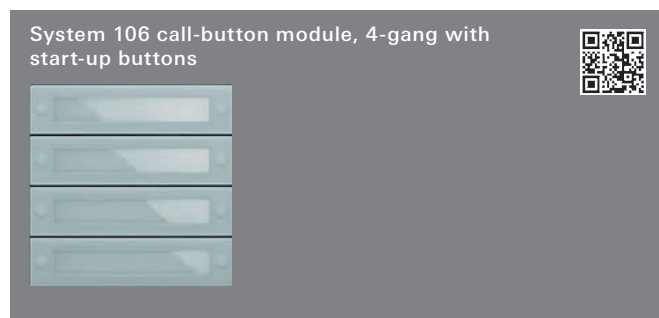 System 106 call-button module, 4-gang with
start-up buttons